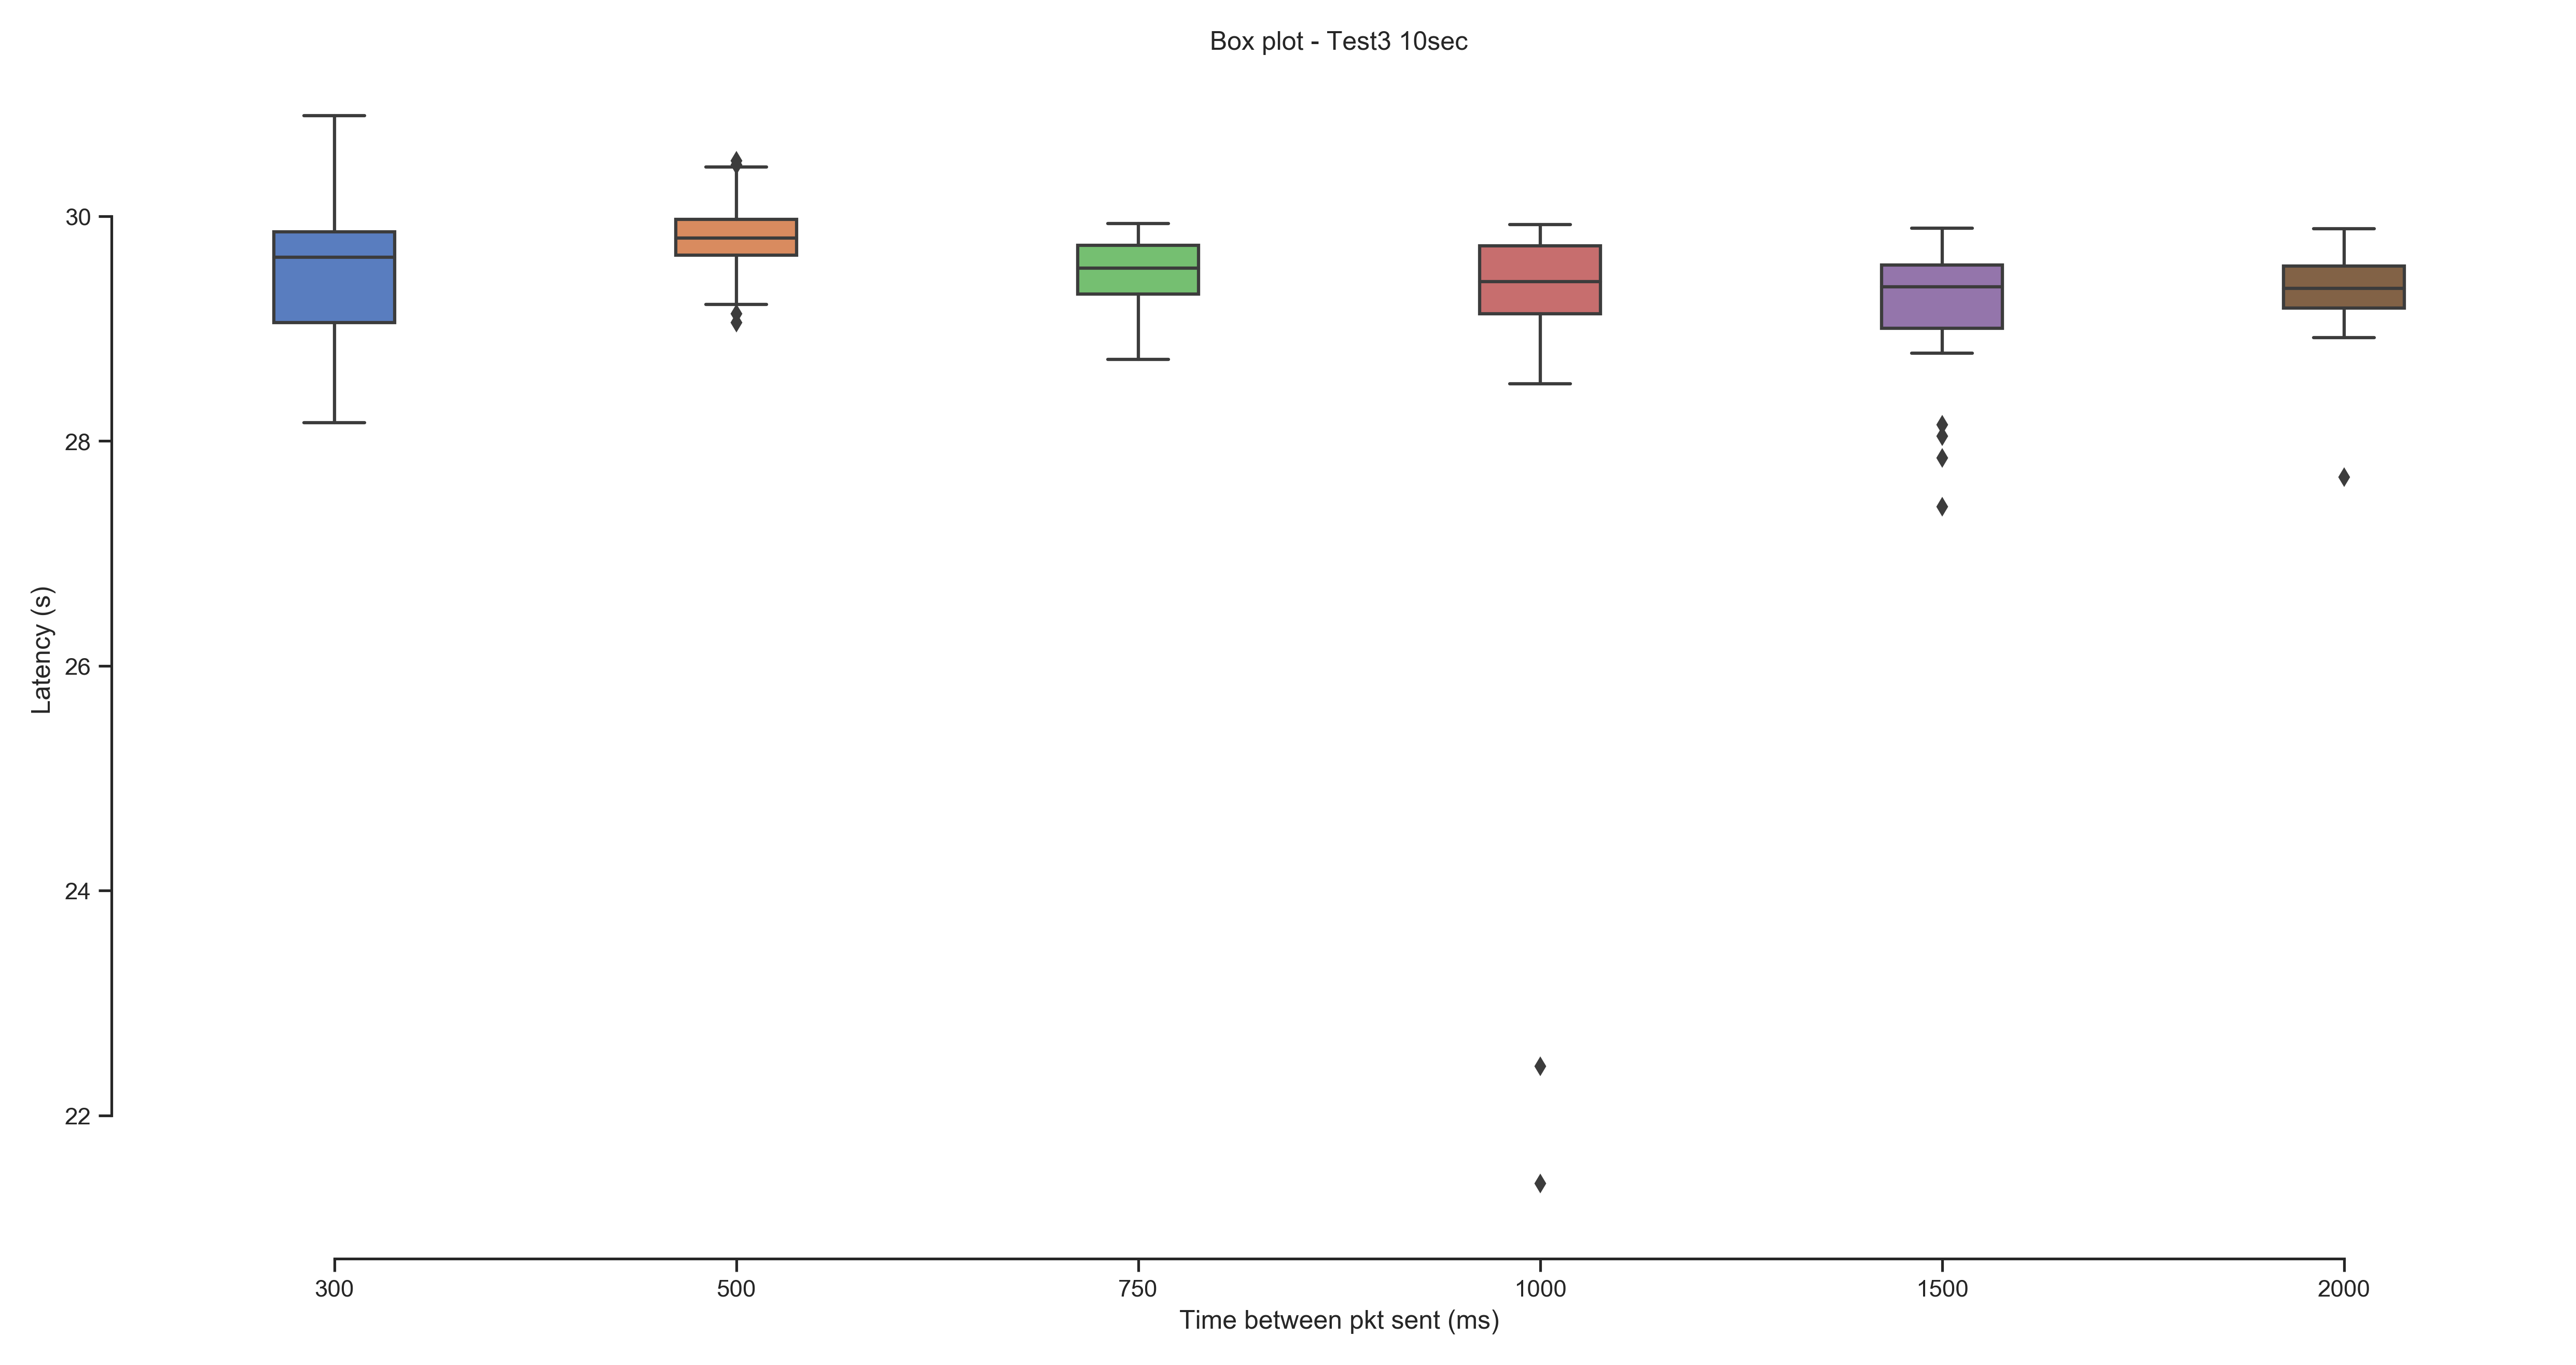 Box plot - Test3 10sec
Latency (s)
30
28
26
24
22
300 500 750 1000 1500 2000
Time between pkt sent (ms)